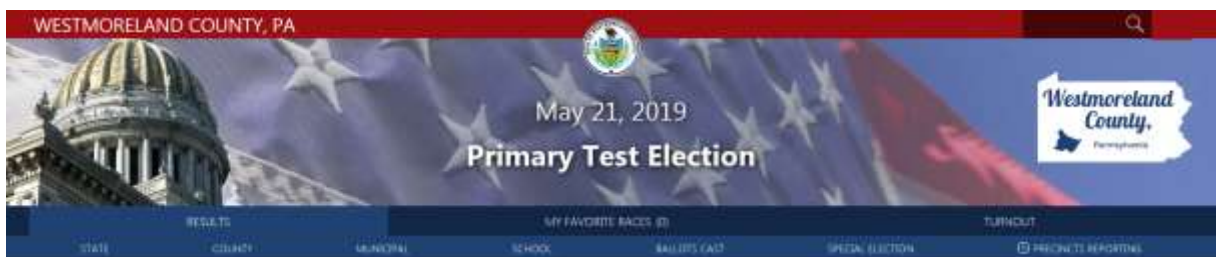 WESTMORELAND COUNTY, PA
May 21, 2019
Primary Test Election
Westmoreland
County,
Pennsylvania
RESULTS MY FAVORITE RACES (0) TURNOUT
STATE COUNTY MUNICIPAL SCHOOL BALLOTS CAST SPECIAL ELECTION PRECINCTS REPORTING